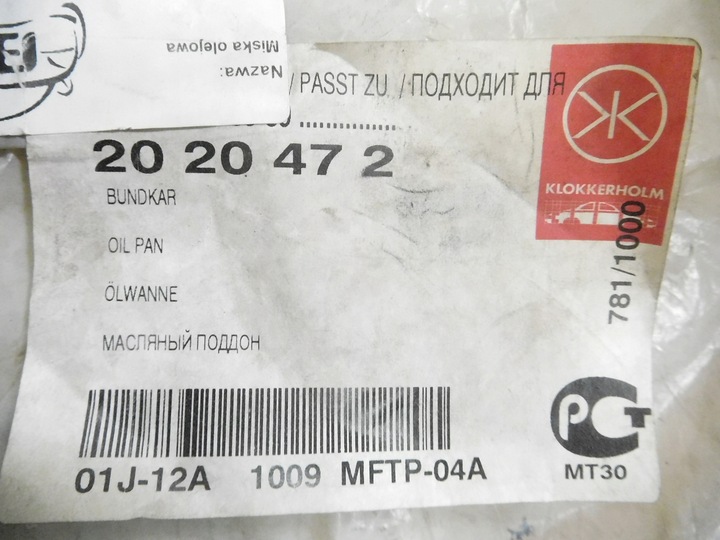 Nazwa:
Miska olejowa
/ PASST ZU / ПОДХОДИТ ДЛЯ
20 20 47 2
BUNDKAR
OIL PAN
ÖLWANNE
МАСЛЯНЫЙ ПОДДОН
KLOKKERHOLM
781/1000
01J-12A 1009 MFTP-04A
РСТ
МТ30